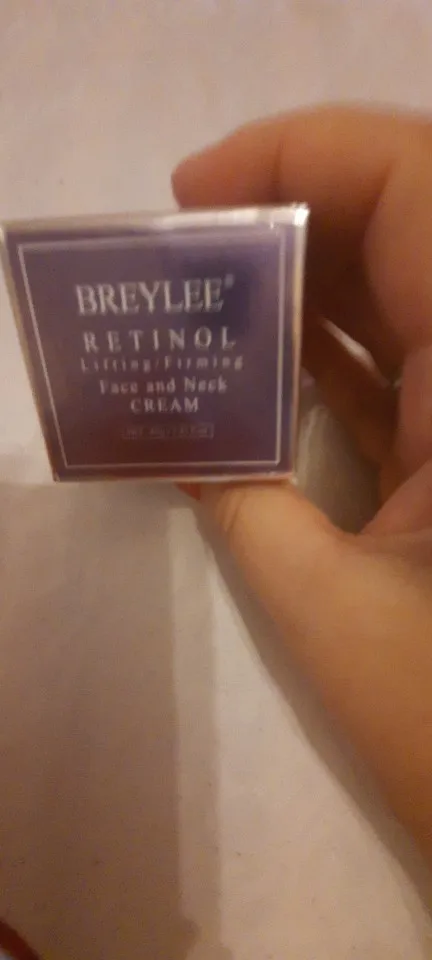 BREYLEE®
RETINOL
Lifting/Firming
Face and Neck
CREAM